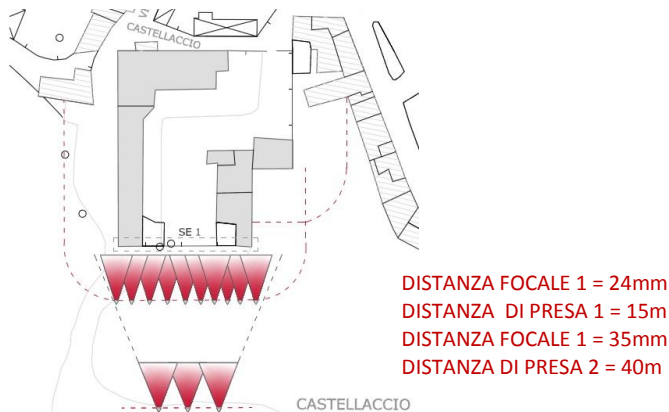 CASTELLACCIO
SE 1
DISTANZA FOCALE 1 = 24mm
DISTANZA DI PRESA 1 = 15m
DISTANZA FOCALE 1 = 35mm
DISTANZA DI PRESA 2 = 40m
CASTELLACCIO